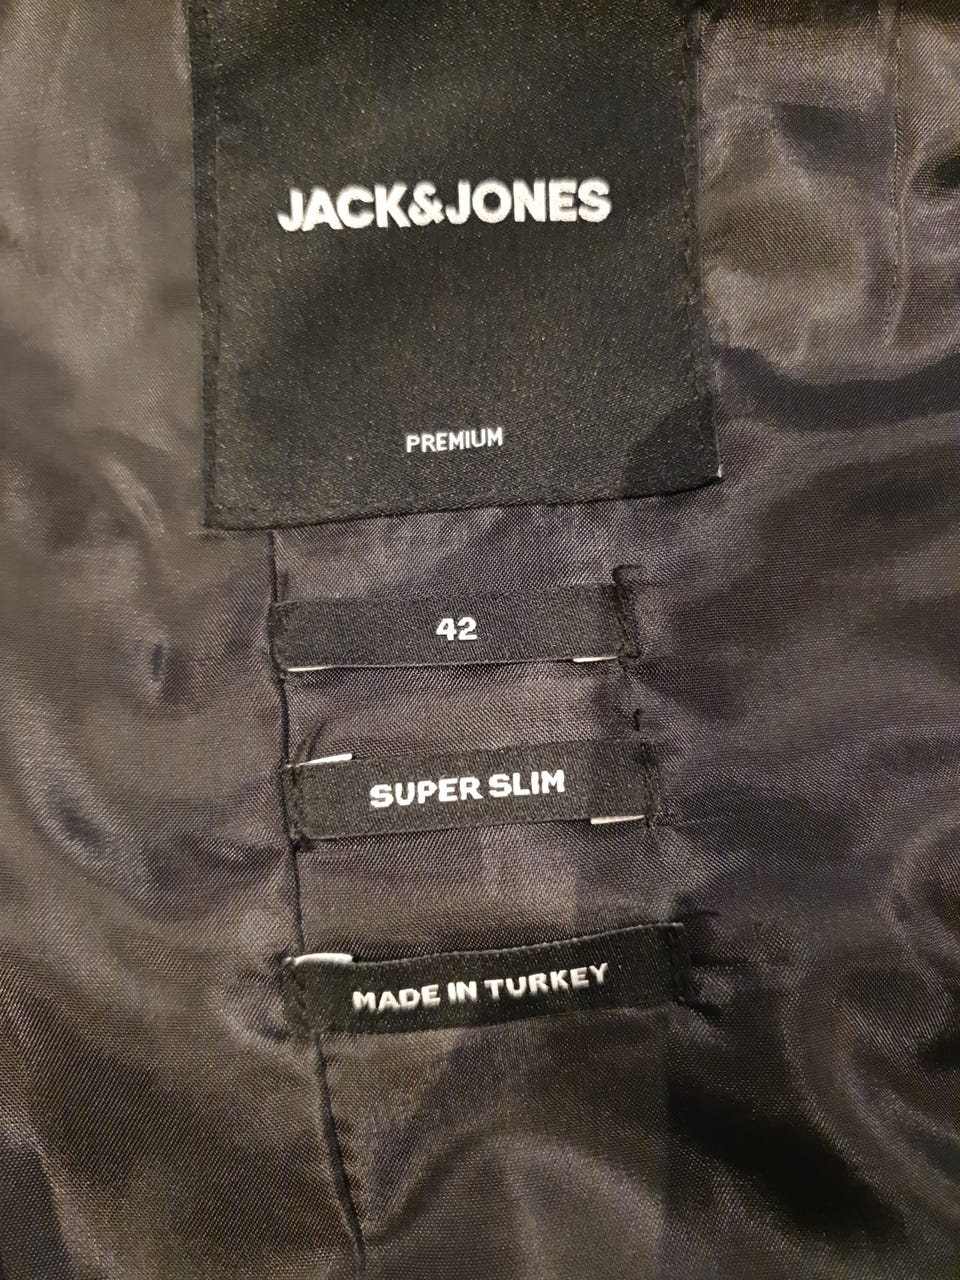 JACK&JONES
PREMIUM
42
SUPER SLIM
MADE IN TURKEY